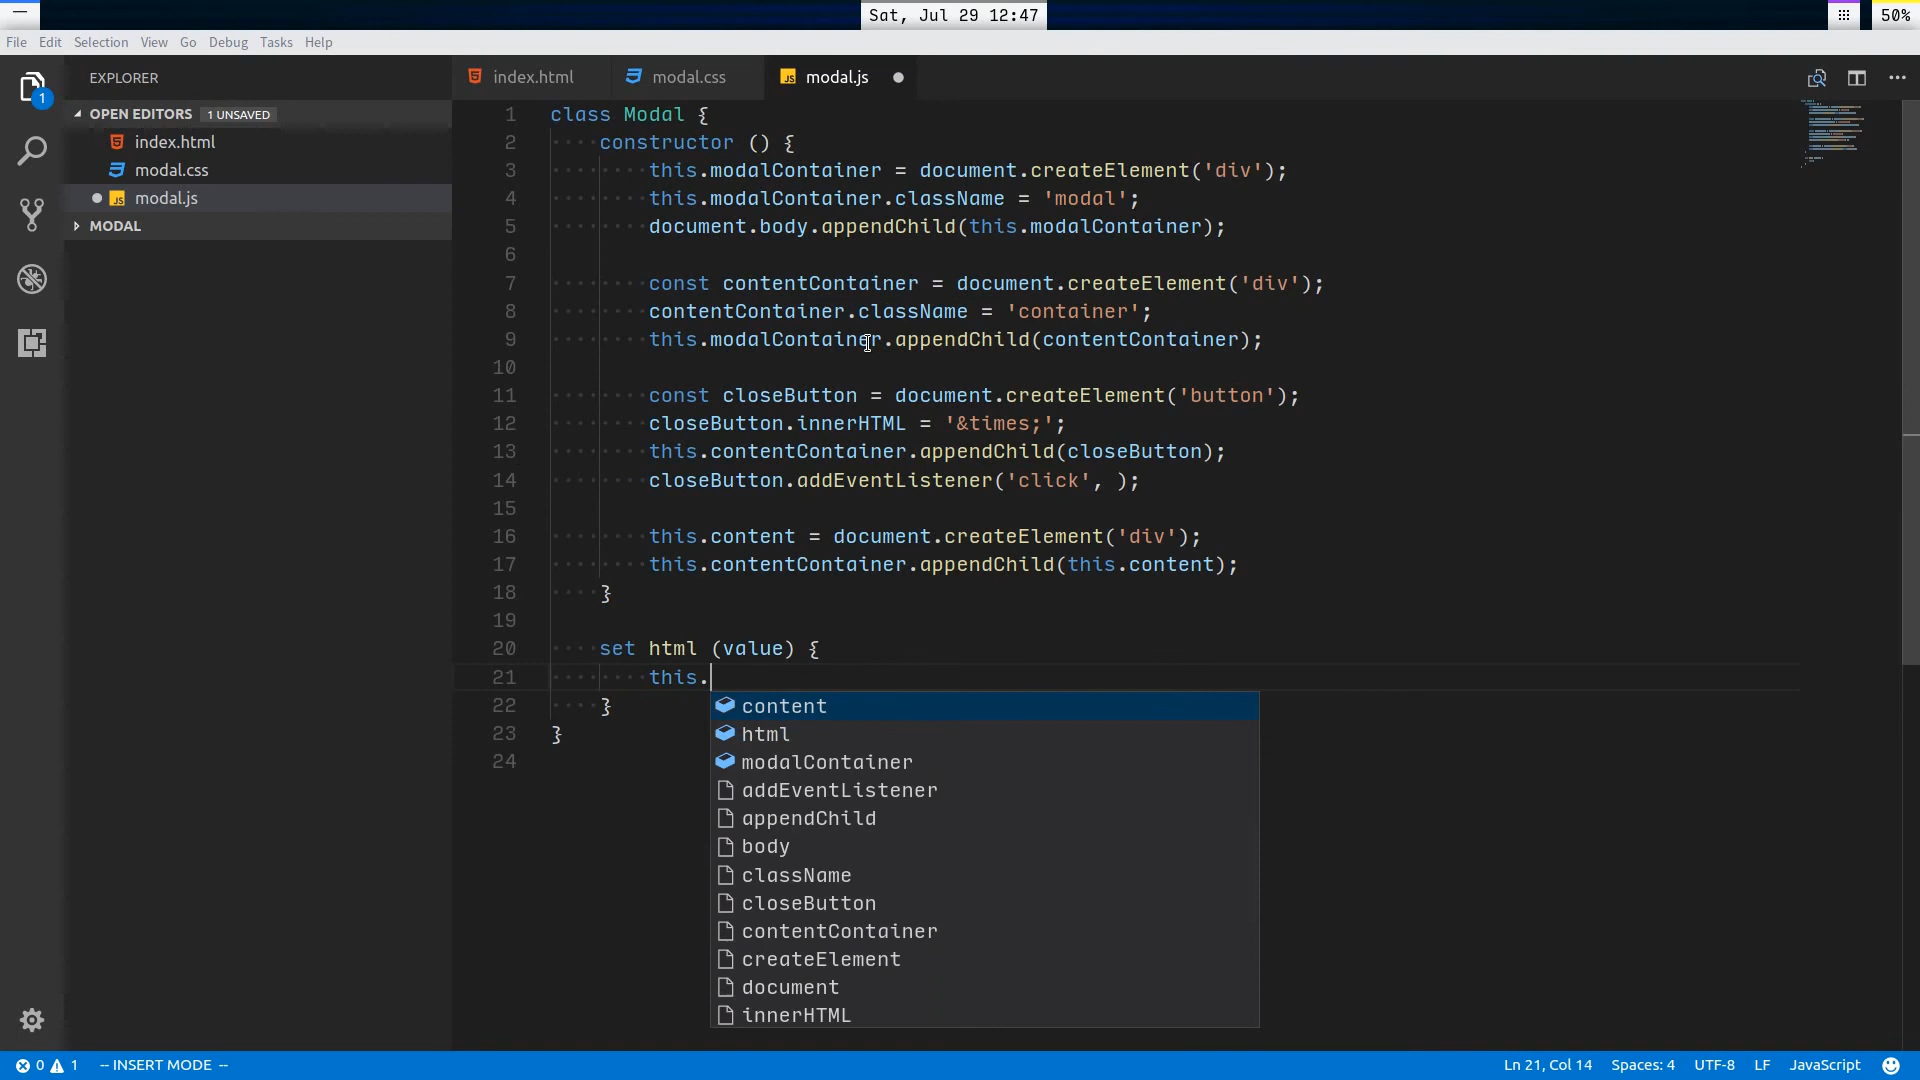 Sat, Jul 29 12:47
50%
File Edit Selection View Go Debug Tasks Help
EXPLORER
index.html
modal.css
JS modal.js
OPEN EDITORS 1 UNSAVED
index.html
modal.css
JS modal.js
MODAL
1
1 class Modal {
2 constructor () {
3 this.modalContainer = document.createElement('div');
4 this.modalContainer.className = 'modal';
5 document.body.appendChild(this.modalContainer);
6
7 const contentContainer = document.createElement('div');
8 contentContainer.className = 'container';
9 this.modalContainer.appendChild(contentContainer);
10
11 const closeButton = document.createElement('button');
12 closeButton.innerHTML = '&times;';
13 this.contentContainer.appendChild(closeButton);
14 closeButton.addEventListener('click', );
15
16 this.content = document.createElement('div');
17 this.contentContainer.appendChild(this.content);
18 }
19
20 set html (value) {
21 this.
22 }
23 }
24
content
html
modalContainer
addEventListener
appendChild
body
className
closeButton
contentContainer
createElement
document
innerHTML
0 1 -- INSERT MODE -- Ln 21, Col 14 Spaces: 4 UTF-8 LF JavaScript